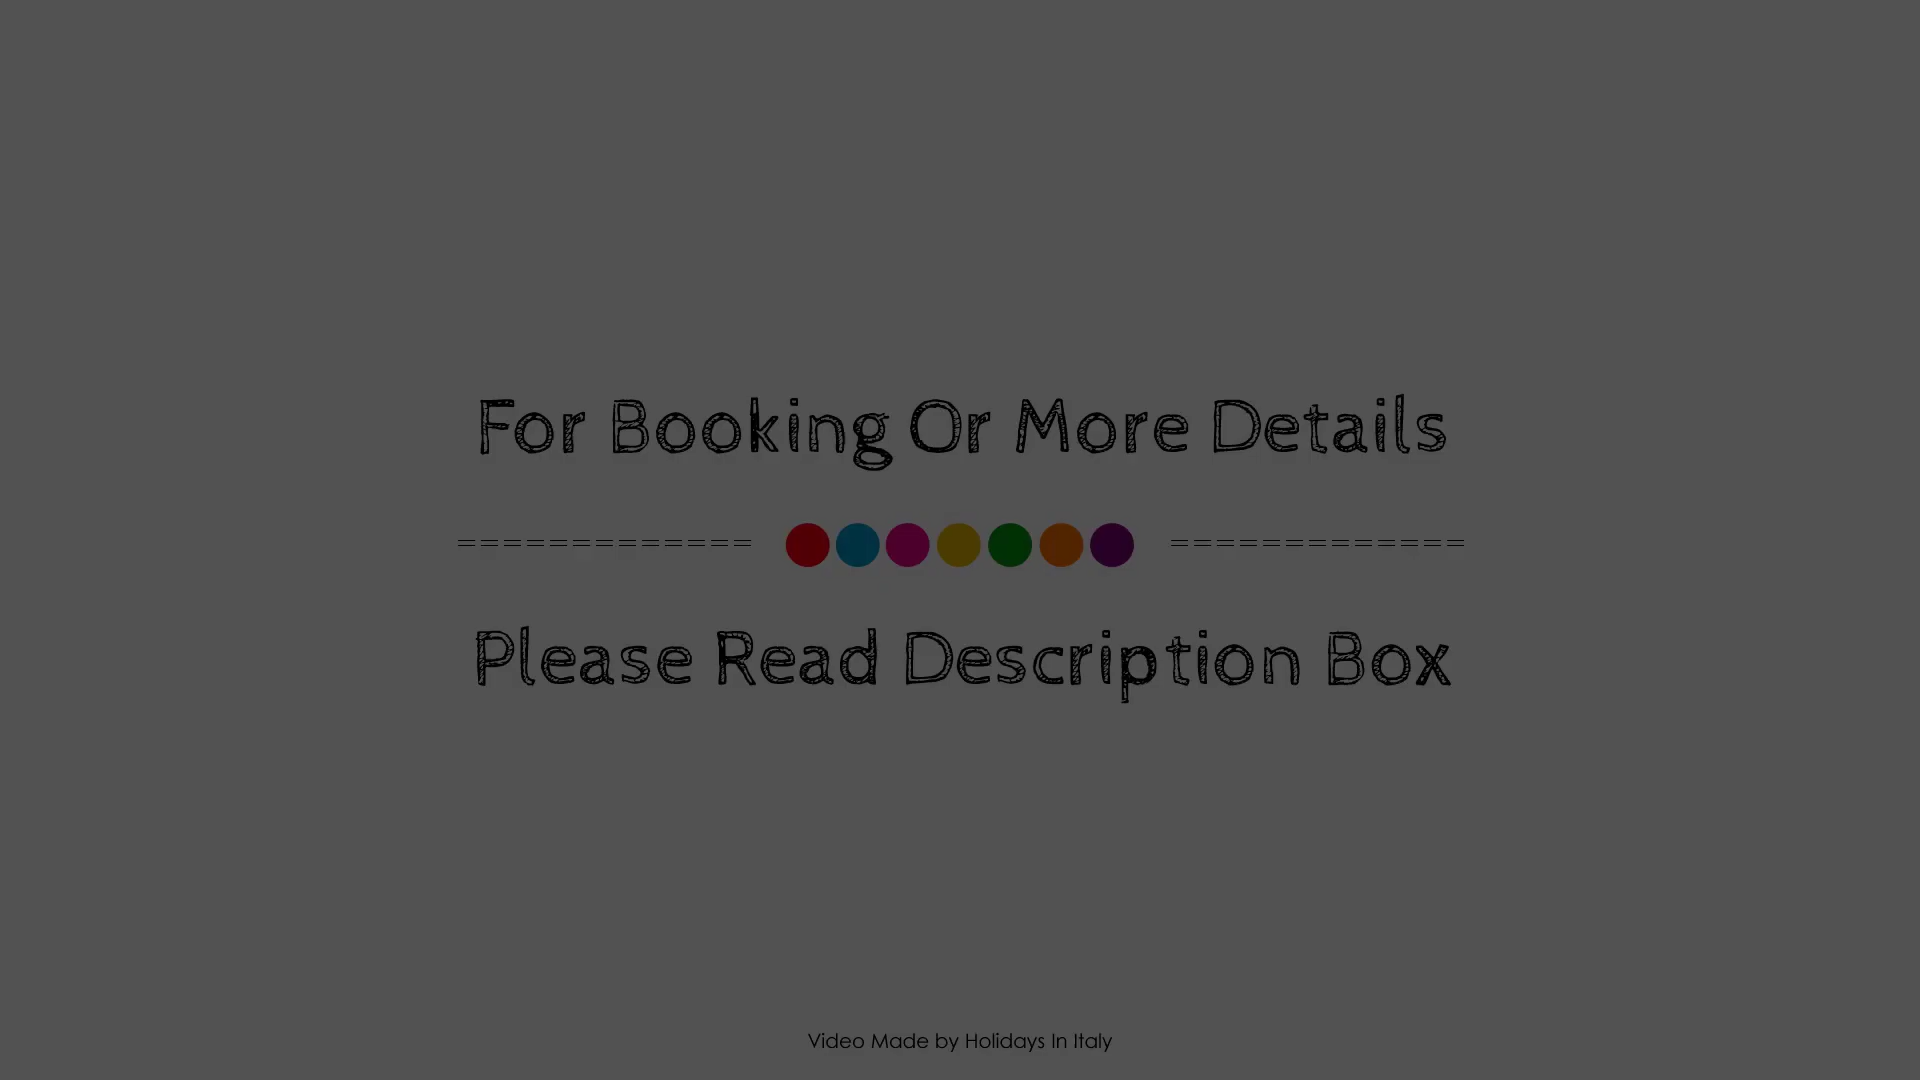 For Booking Or More Details
============= =============
Please Read Description Box
Video Made by Holidays In Italy